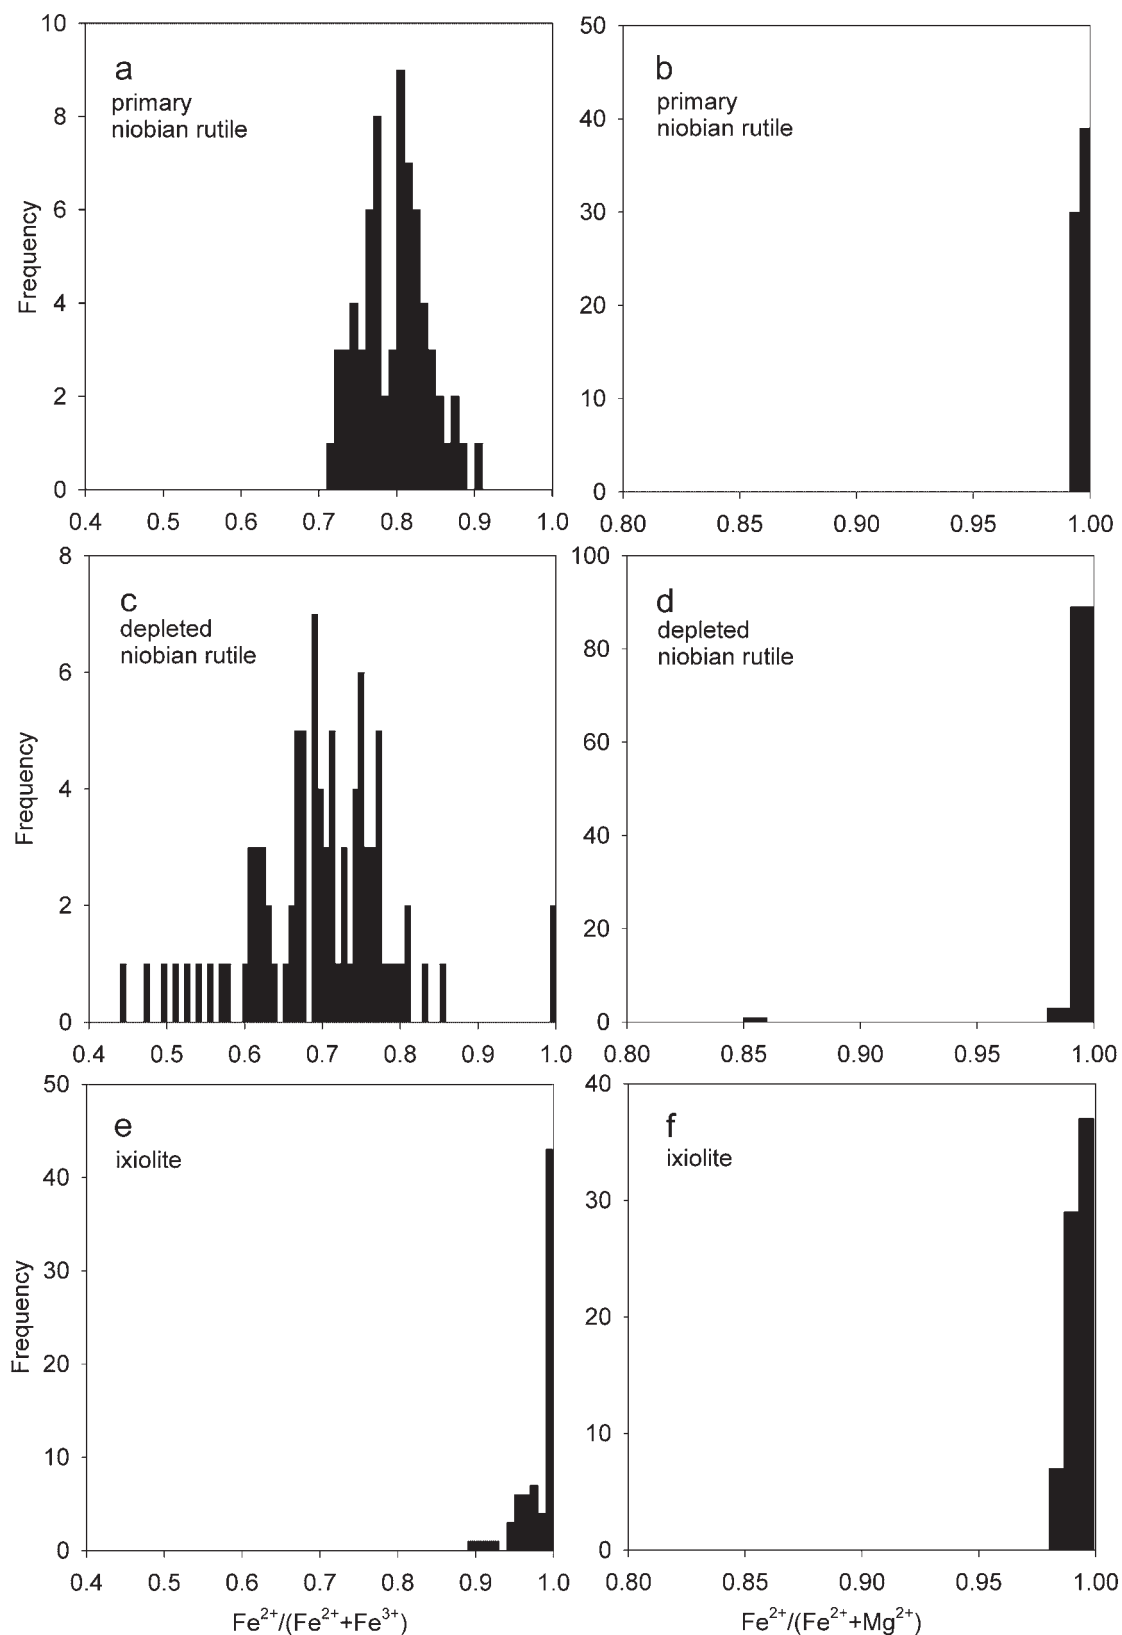 10
8
6
4
2
0
Frequency
a
primary
niobian rutile
0.4 0.5 0.6 0.7 0.8 0.9 1.0
50
40
30
20
10
0
b
primary
niobian rutile
0.80 0.85 0.90 0.95 1.00
8
6
4
2
0
Frequency
c
depleted
niobian rutile
0.4 0.5 0.6 0.7 0.8 0.9 1.0
100
80
60
40
20
0
d
depleted
niobian rutile
0.80 0.85 0.90 0.95 1.00
50
40
30
20
10
0
Frequency
e
ixiolite
0.4 0.5 0.6 0.7 0.8 0.9 1.0
Fe²⁺/(Fe²⁺+Fe³⁺)
40
30
20
10
0
f
ixiolite
0.80 0.85 0.90 0.95 1.00
Fe²⁺/(Fe²⁺+Mg²⁺)